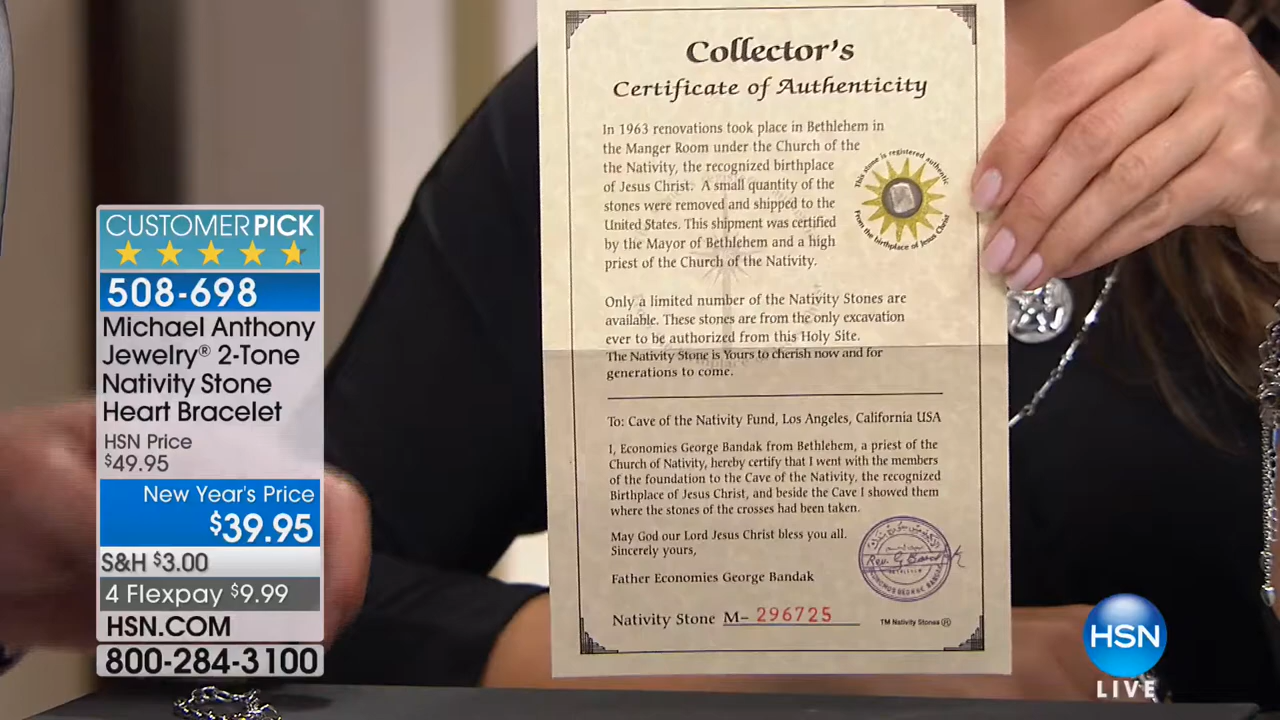 CUSTOMER PICK
508-698
Michael Anthony
Jewelry® 2-Tone
Nativity Stone
Heart Bracelet
HSN Price
$49.95
New Year's Price
$39.95
S&H $3.00
4 Flexpay $9.99
HSN.COM
800-284-3100
Collector's
Certificate of Authenticity
In 1963 renovations took place in Bethlehem in
the Manger Room under the Church of the
the Nativity, the recognized birthplace
of Jesus Christ. A small quantity of the
stones were removed and shipped to the
United States. This shipment was certified
by the Mayor of Bethlehem and a high
priest of the Church of the Nativity.
This stone is registered authentic
From the birthplace of Jesus Christ
Only a limited number of the Nativity Stones are
available. These stones are from the only excavation
ever to be authorized from this Holy Site.
The Nativity Stone is Yours to cherish now and for
generations to come.
To: Cave of the Nativity Fund, Los Angeles, California USA
I, Economies George Bandak from Bethlehem, a priest of the
Church of Nativity, hereby certify that I went with the members
of the foundation to the Cave of the Nativity, the recognized
Birthplace of Jesus Christ, and beside the Cave I showed them
where the stones of the crosses had been taken.
May God our Lord Jesus Christ bless you all.
Sincerely yours,
Father Economies George Bandak
Nativity Stone M- 296725
TM Nativity Stones ®
HSN
LIVE